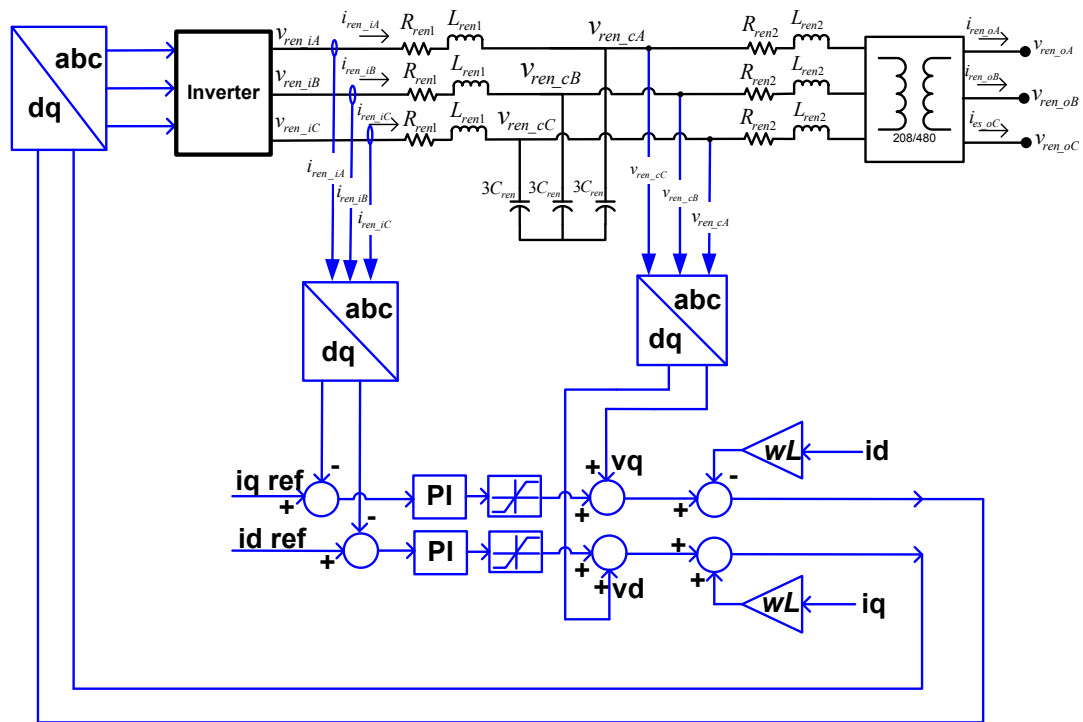 abc
dq
Inverter
v_ren_iA
v_ren_iB
v_ren_iC
i_ren_iA
i_ren_iB
i_ren_iC
R_ren1
L_ren1
R_ren1
L_ren1
R_ren1
L_ren1
v_ren_cA
v_ren_cB
v_ren_cC
R_ren2
L_ren2
R_ren2
L_ren2
R_ren2
L_ren2
208/480
i_ren_oA
i_ren_oB
i_es_oC
v_ren_oA
v_ren_oB
v_ren_oC
i_ren_iA
i_ren_iB
i_ren_iC
3C_ren
3C_ren
3C_ren
v_ren_cC
v_ren_cB
v_ren_cA
abc
dq
abc
dq
iq ref
+
-
PI
+
+
vq
+
-
wL
id
id ref
+
-
PI
+
+
vd
+
+
wL
iq